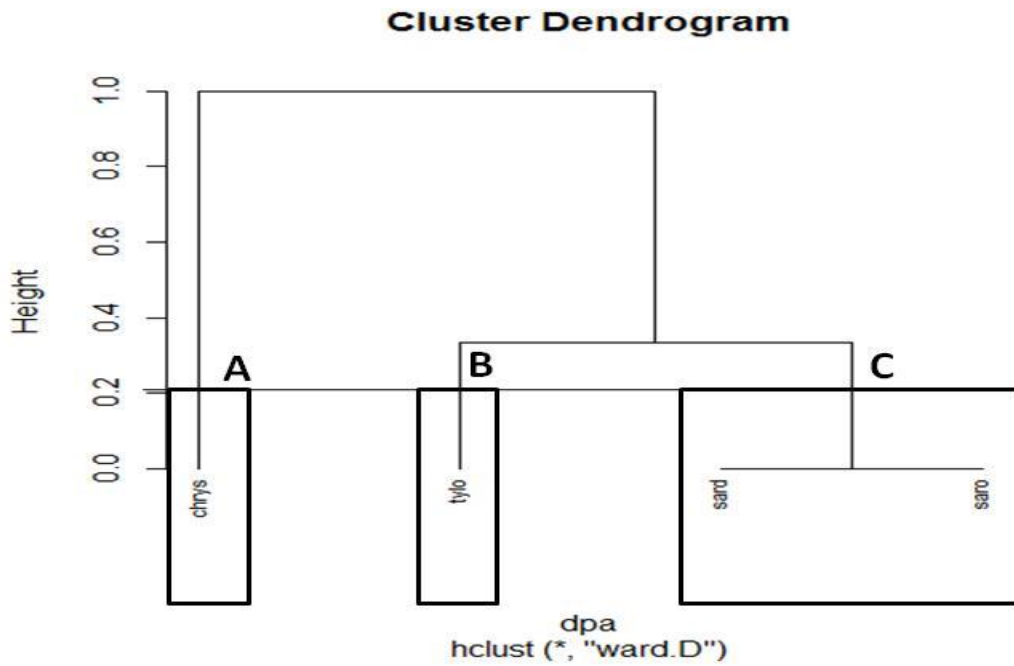 Cluster Dendrogram
Height
1.0
0.8
0.6
0.4
0.2
0.0
A
B
C
chrys
tylo
sard
saro
dpa
hclust (*, "ward.D")